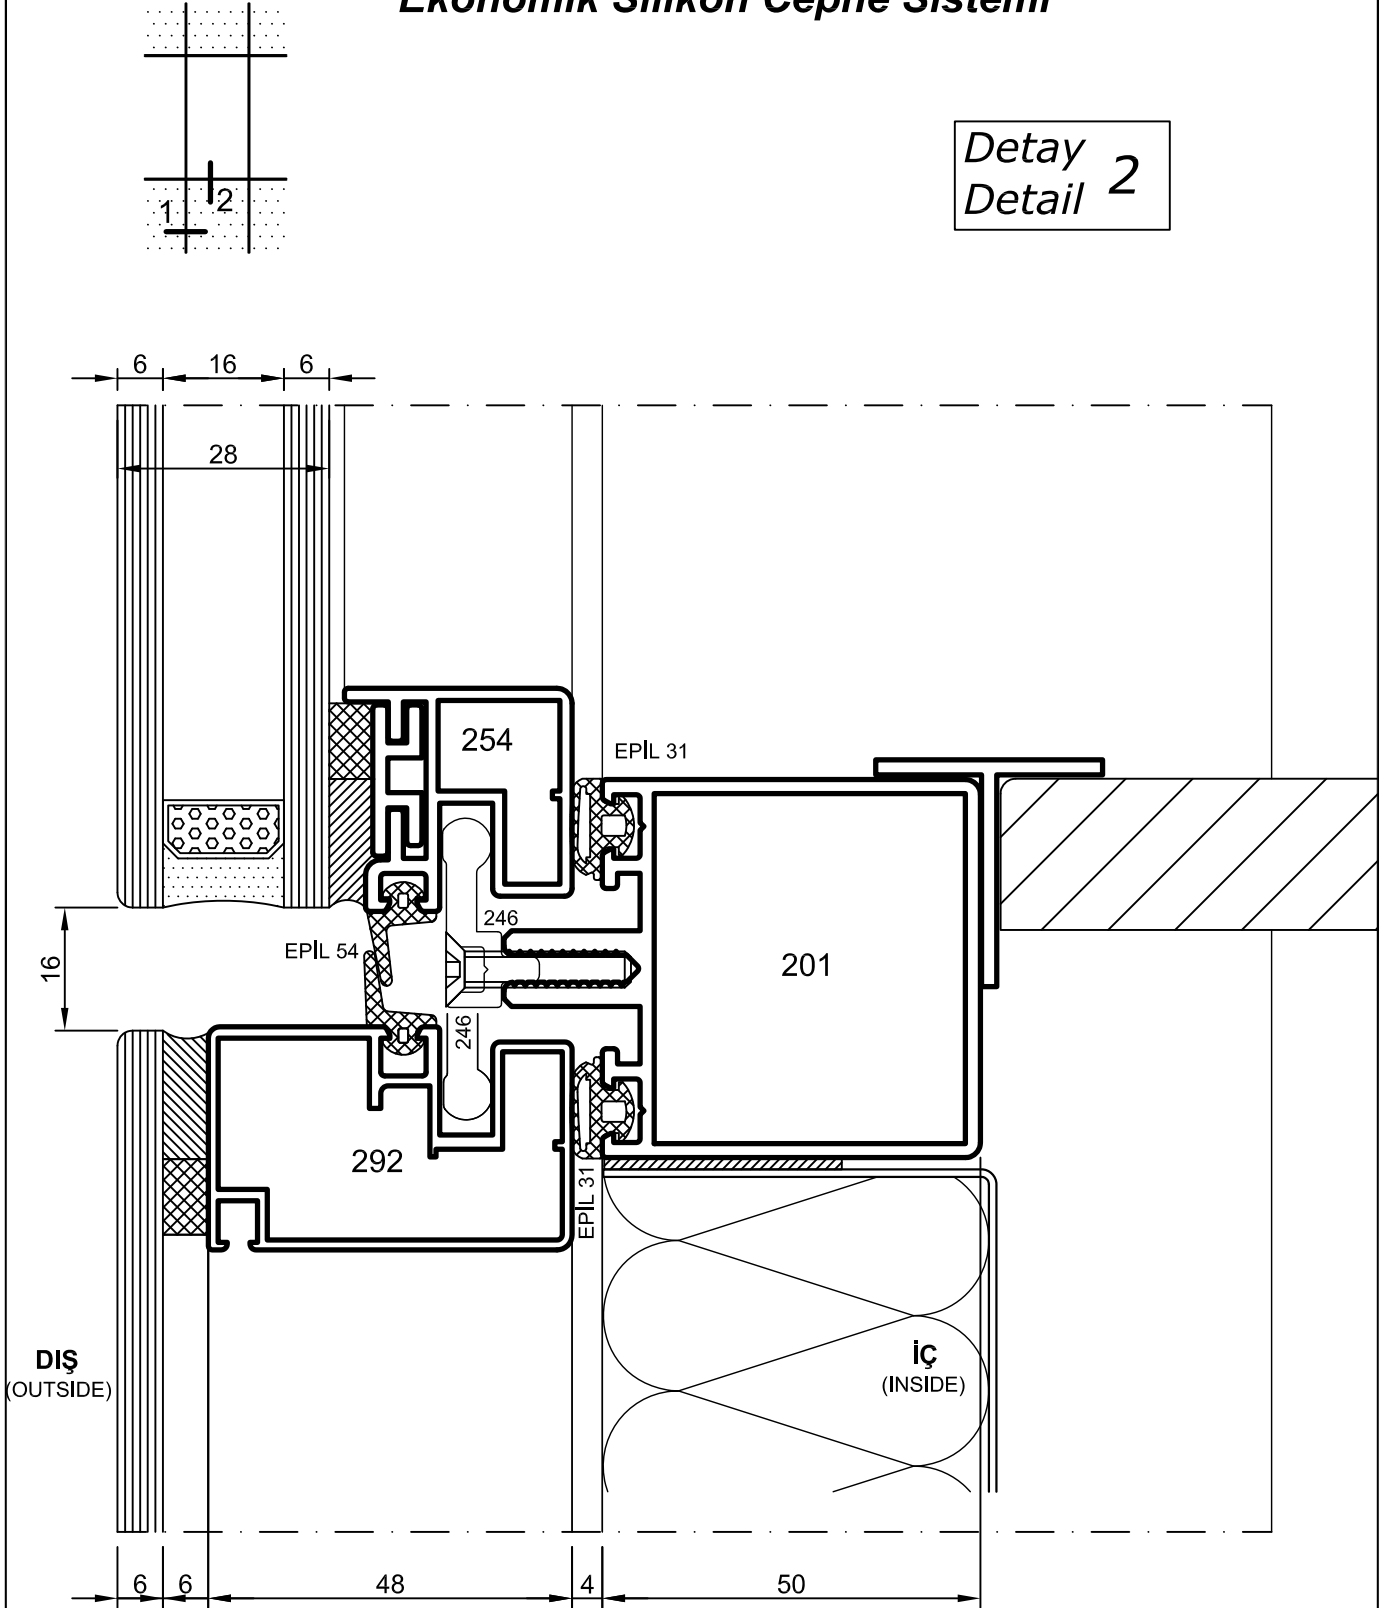 Ekonomik Silikon Cephe Sistemi
Detay
Detail 2
1 2
6 16 6
28
254
EPİL 31
246
EPİL 54
201
16
246
292
EPİL 31
DIŞ
(OUTSIDE)
İÇ
(INSIDE)
6 6 48 4 50